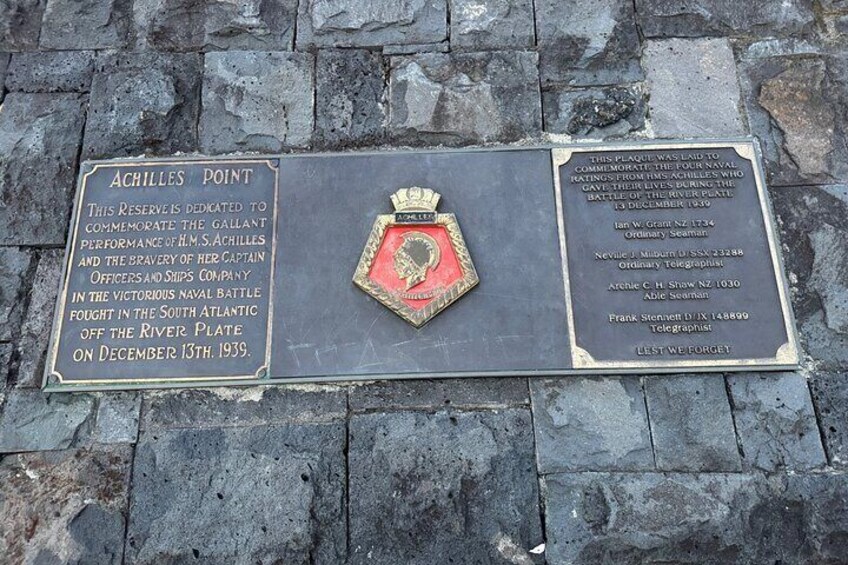 ACHILLES POINT
THIS RESERVE IS DEDICATED TO
COMMEMORATE THE GALLANT
PERFORMANCE OF H.M.S. ACHILLES
AND THE BRAVERY OF HER CAPTAIN
OFFICERS AND SHIPS COMPANY
IN THE VICTORIOUS NAVAL BATTLE
FOUGHT IN THE SOUTH ATLANTIC
OFF THE RIVER PLATE
ON DECEMBER 13TH. 1939.
ACHILLES
THIS PLAQUE WAS LAID TO
COMMEMORATE THE FOUR NAVAL
RATINGS FROM HMS ACHILLES WHO
GAVE THEIR LIVES DURING THE
BATTLE OF THE RIVER PLATE
13 DECEMBER 1939
Ian W. Grant NZ 1734
Ordinary Seaman
Neville J. Milburn D/SSX 23288
Ordinary Telegraphist
Archie C. H. Shaw NZ 1030
Able Seaman
Frank Stennett D/JX 148899
Telegraphist
LEST WE FORGET